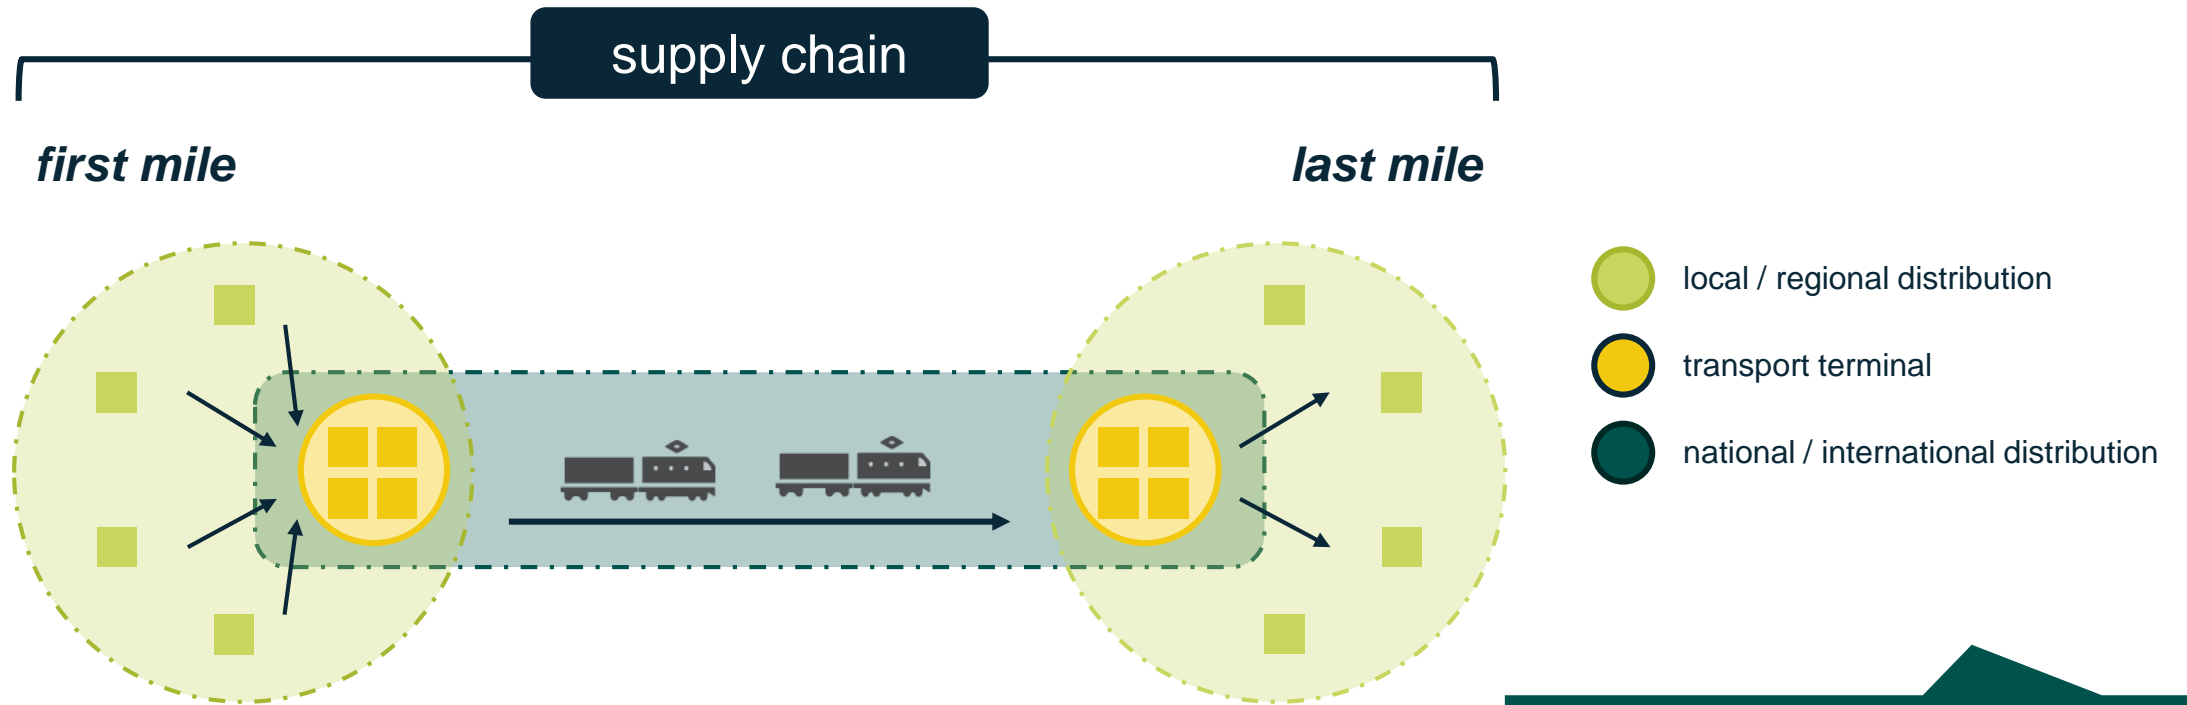 supply chain
first mile
last mile
local / regional distribution
transport terminal
national / international distribution